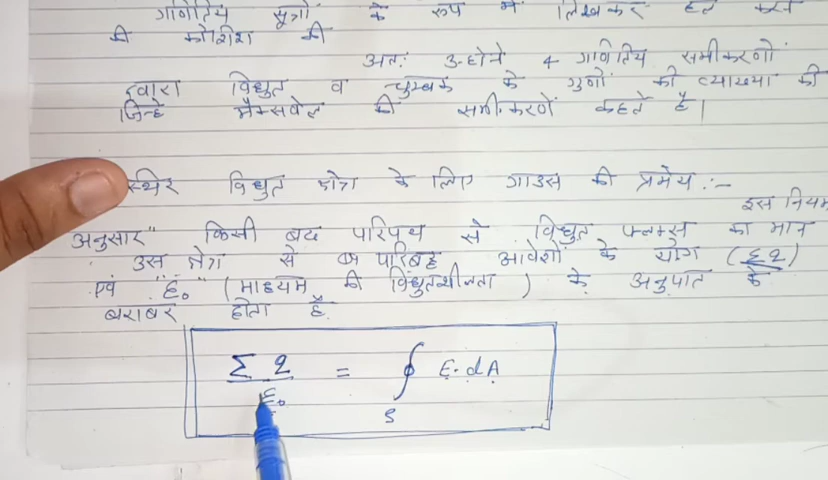 गणितिय सूत्रों के रूप में लिखकर हल करने
की कोशिश की
अतः उन्होने 4 गाणितिय समीकरणों
द्वारा विधुत व चुम्बक के गुणों की व्याख्या की
जिन्हे मैक्सवेल की समीकरणों कहते है।
स्थिर विधुत क्षेत्र के लिए गाउस की प्रमेय :-
इस नियम
अनुसार" किसी बद परिपथ से विधुत फ्लक्स का मान
उस क्षेत्र से परिबद्ध आवेशो के योग (Σq)
एवं "ε₀" (माध्यम की विधुतशीलता) के अनुपात के
बराबर होता है.
Σq / ε₀ = ∮ E.dA
S